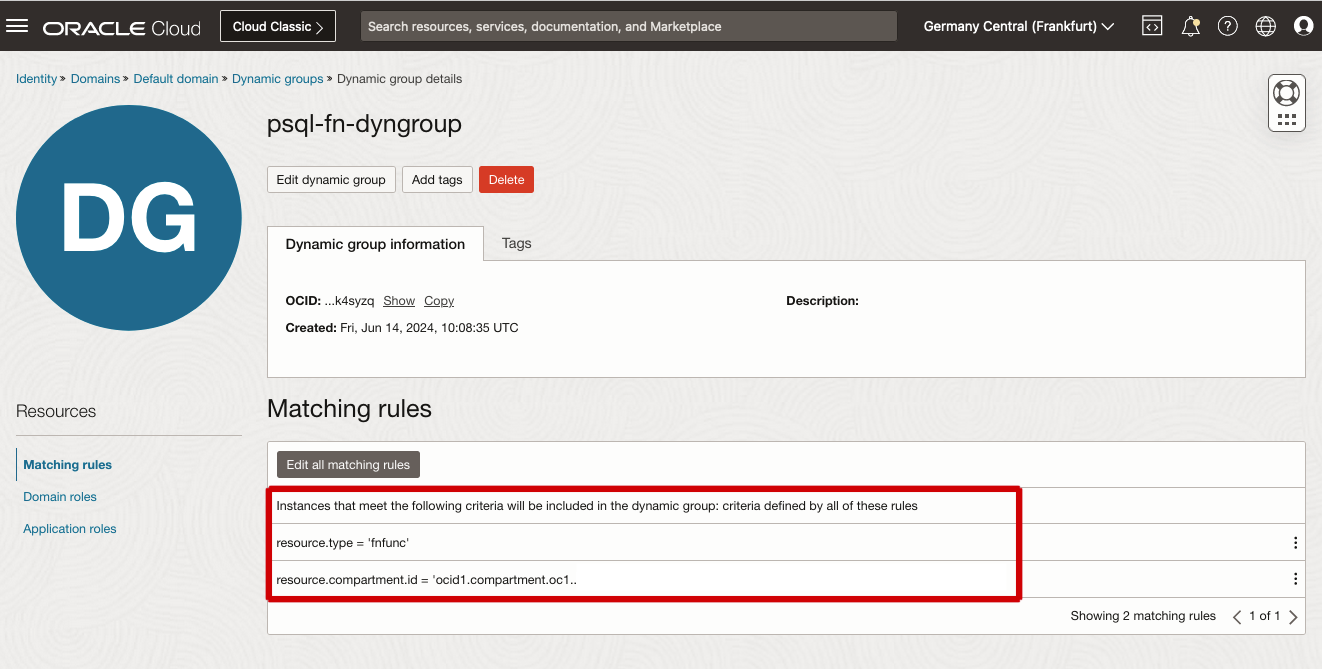 ORACLE Cloud
Cloud Classic
Search resources, services, documentation, and Marketplace
Germany Central (Frankfurt)
Identity » Domains » Default domain » Dynamic groups » Dynamic group details
DG
psql-fn-dyngroup
Edit dynamic group
Add tags
Delete
Dynamic group information
Tags
OCID: ...k4syzq Show Copy
Description:
Created: Fri, Jun 14, 2024, 10:08:35 UTC
Resources
Matching rules
Domain roles
Application roles
Matching rules
Edit all matching rules
Instances that meet the following criteria will be included in the dynamic group: criteria defined by all of these rules
resource.type = 'fnfunc'
resource.compartment.id = 'ocid1.compartment.oc1..
Showing 2 matching rules
1 of 1